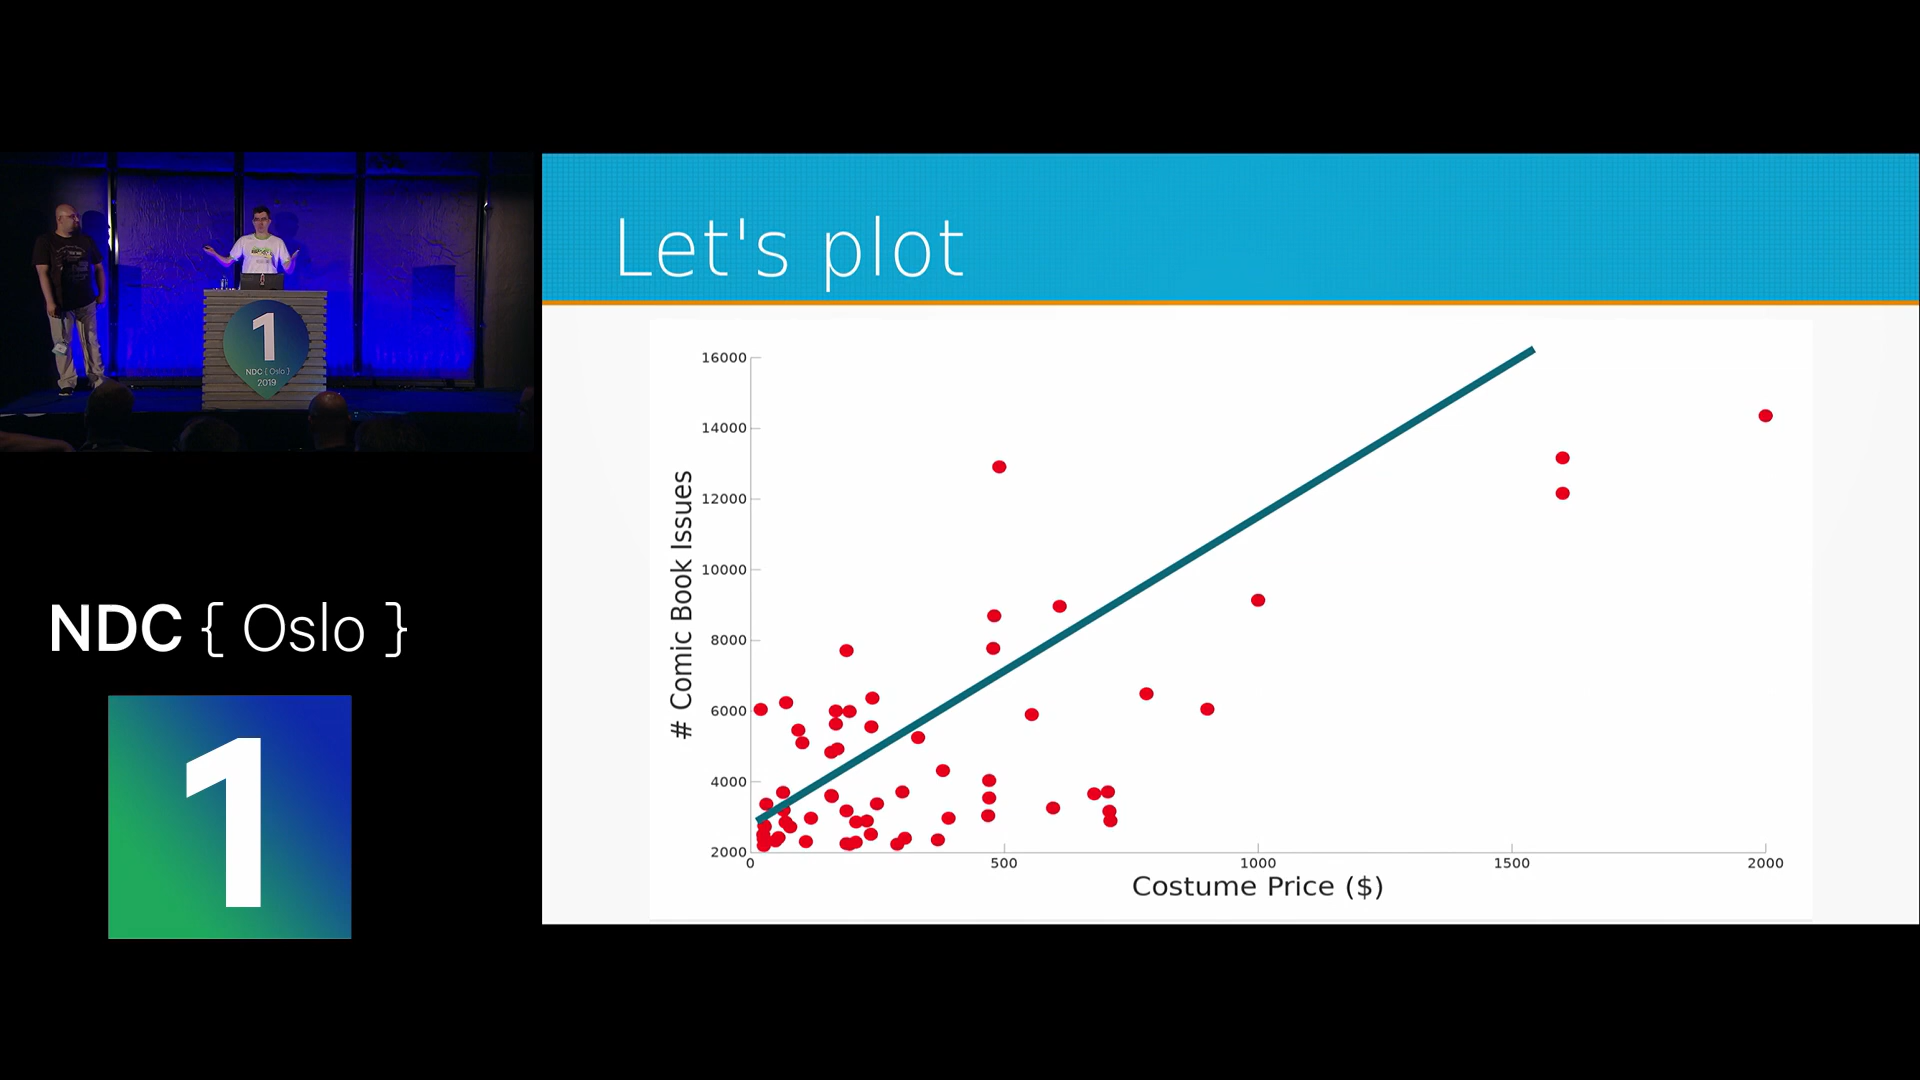 1
NDC { Oslo }
2019
NDC { Oslo }
1
Let's plot
# Comic Book Issues
16000
14000
12000
10000
8000
6000
4000
2000
0 500 1000 1500 2000
Costume Price ($)